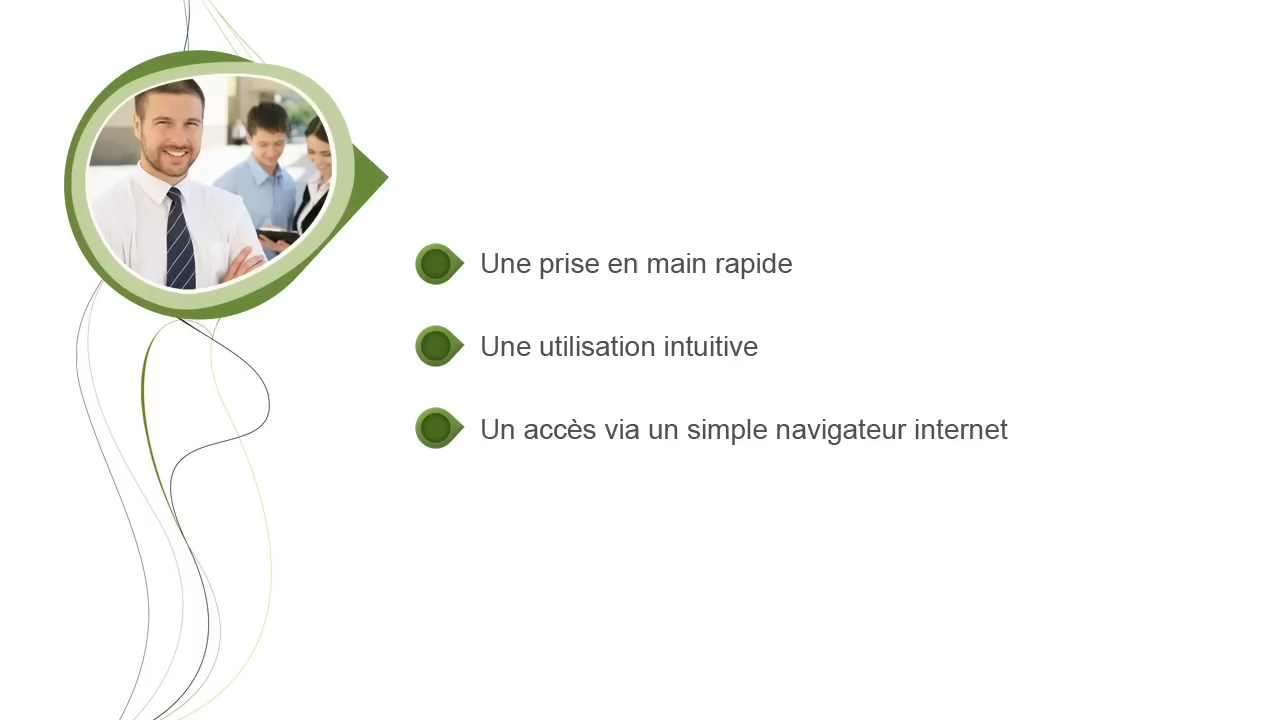 Une prise en main rapide
Une utilisation intuitive
Un accès via un simple navigateur internet